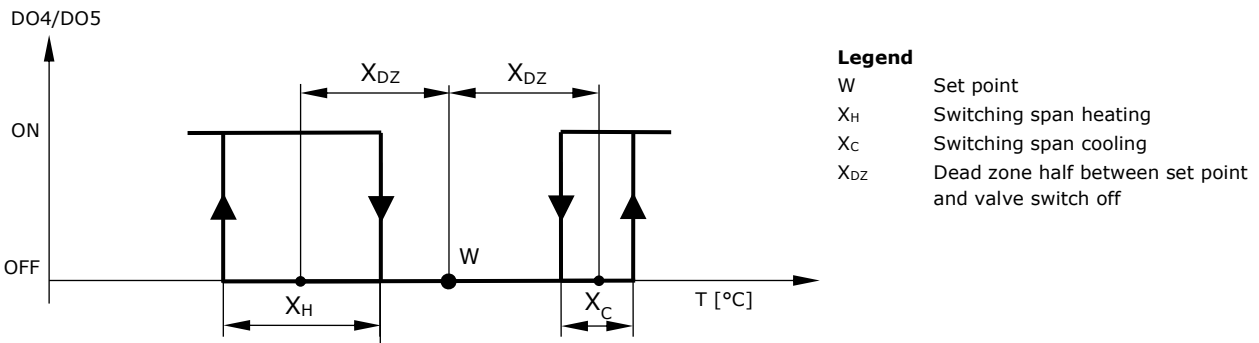 DO4/DO5
X_DZ
X_DZ
ON
W
OFF
X_H
X_C
T [°C]
Legend
W Set point
X_H Switching span heating
X_C Switching span cooling
X_DZ Dead zone half between set point
and valve switch off